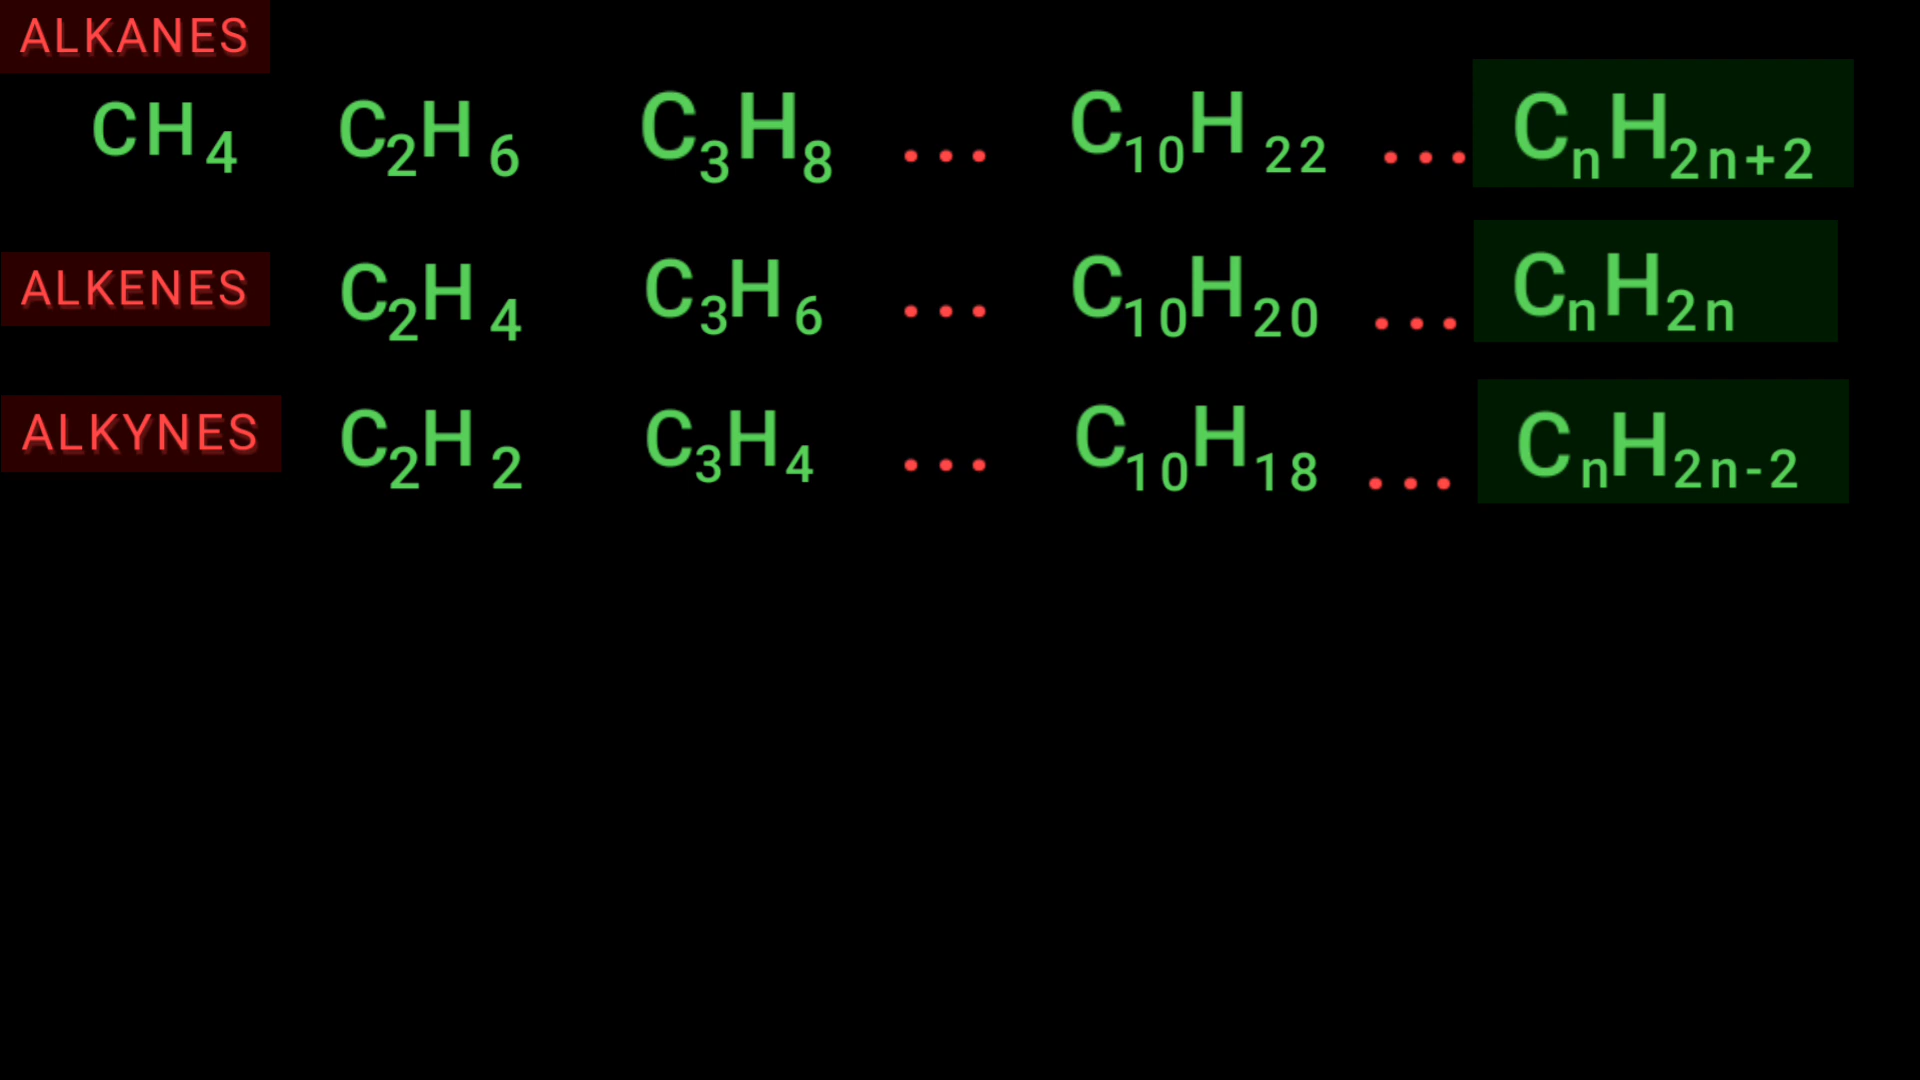 ALKANES
CH₄ C₂H₆ C₃H₈ ... C₁₀H₂₂ ... CₙH₂ₙ₊₂
ALKENES C₂H₄ C₃H₆ ... C₁₀H₂₀ ... CₙH₂ₙ
ALKYNES C₂H₂ C₃H₄ ... C₁₀H₁₈ ... CₙH₂ₙ₋₂